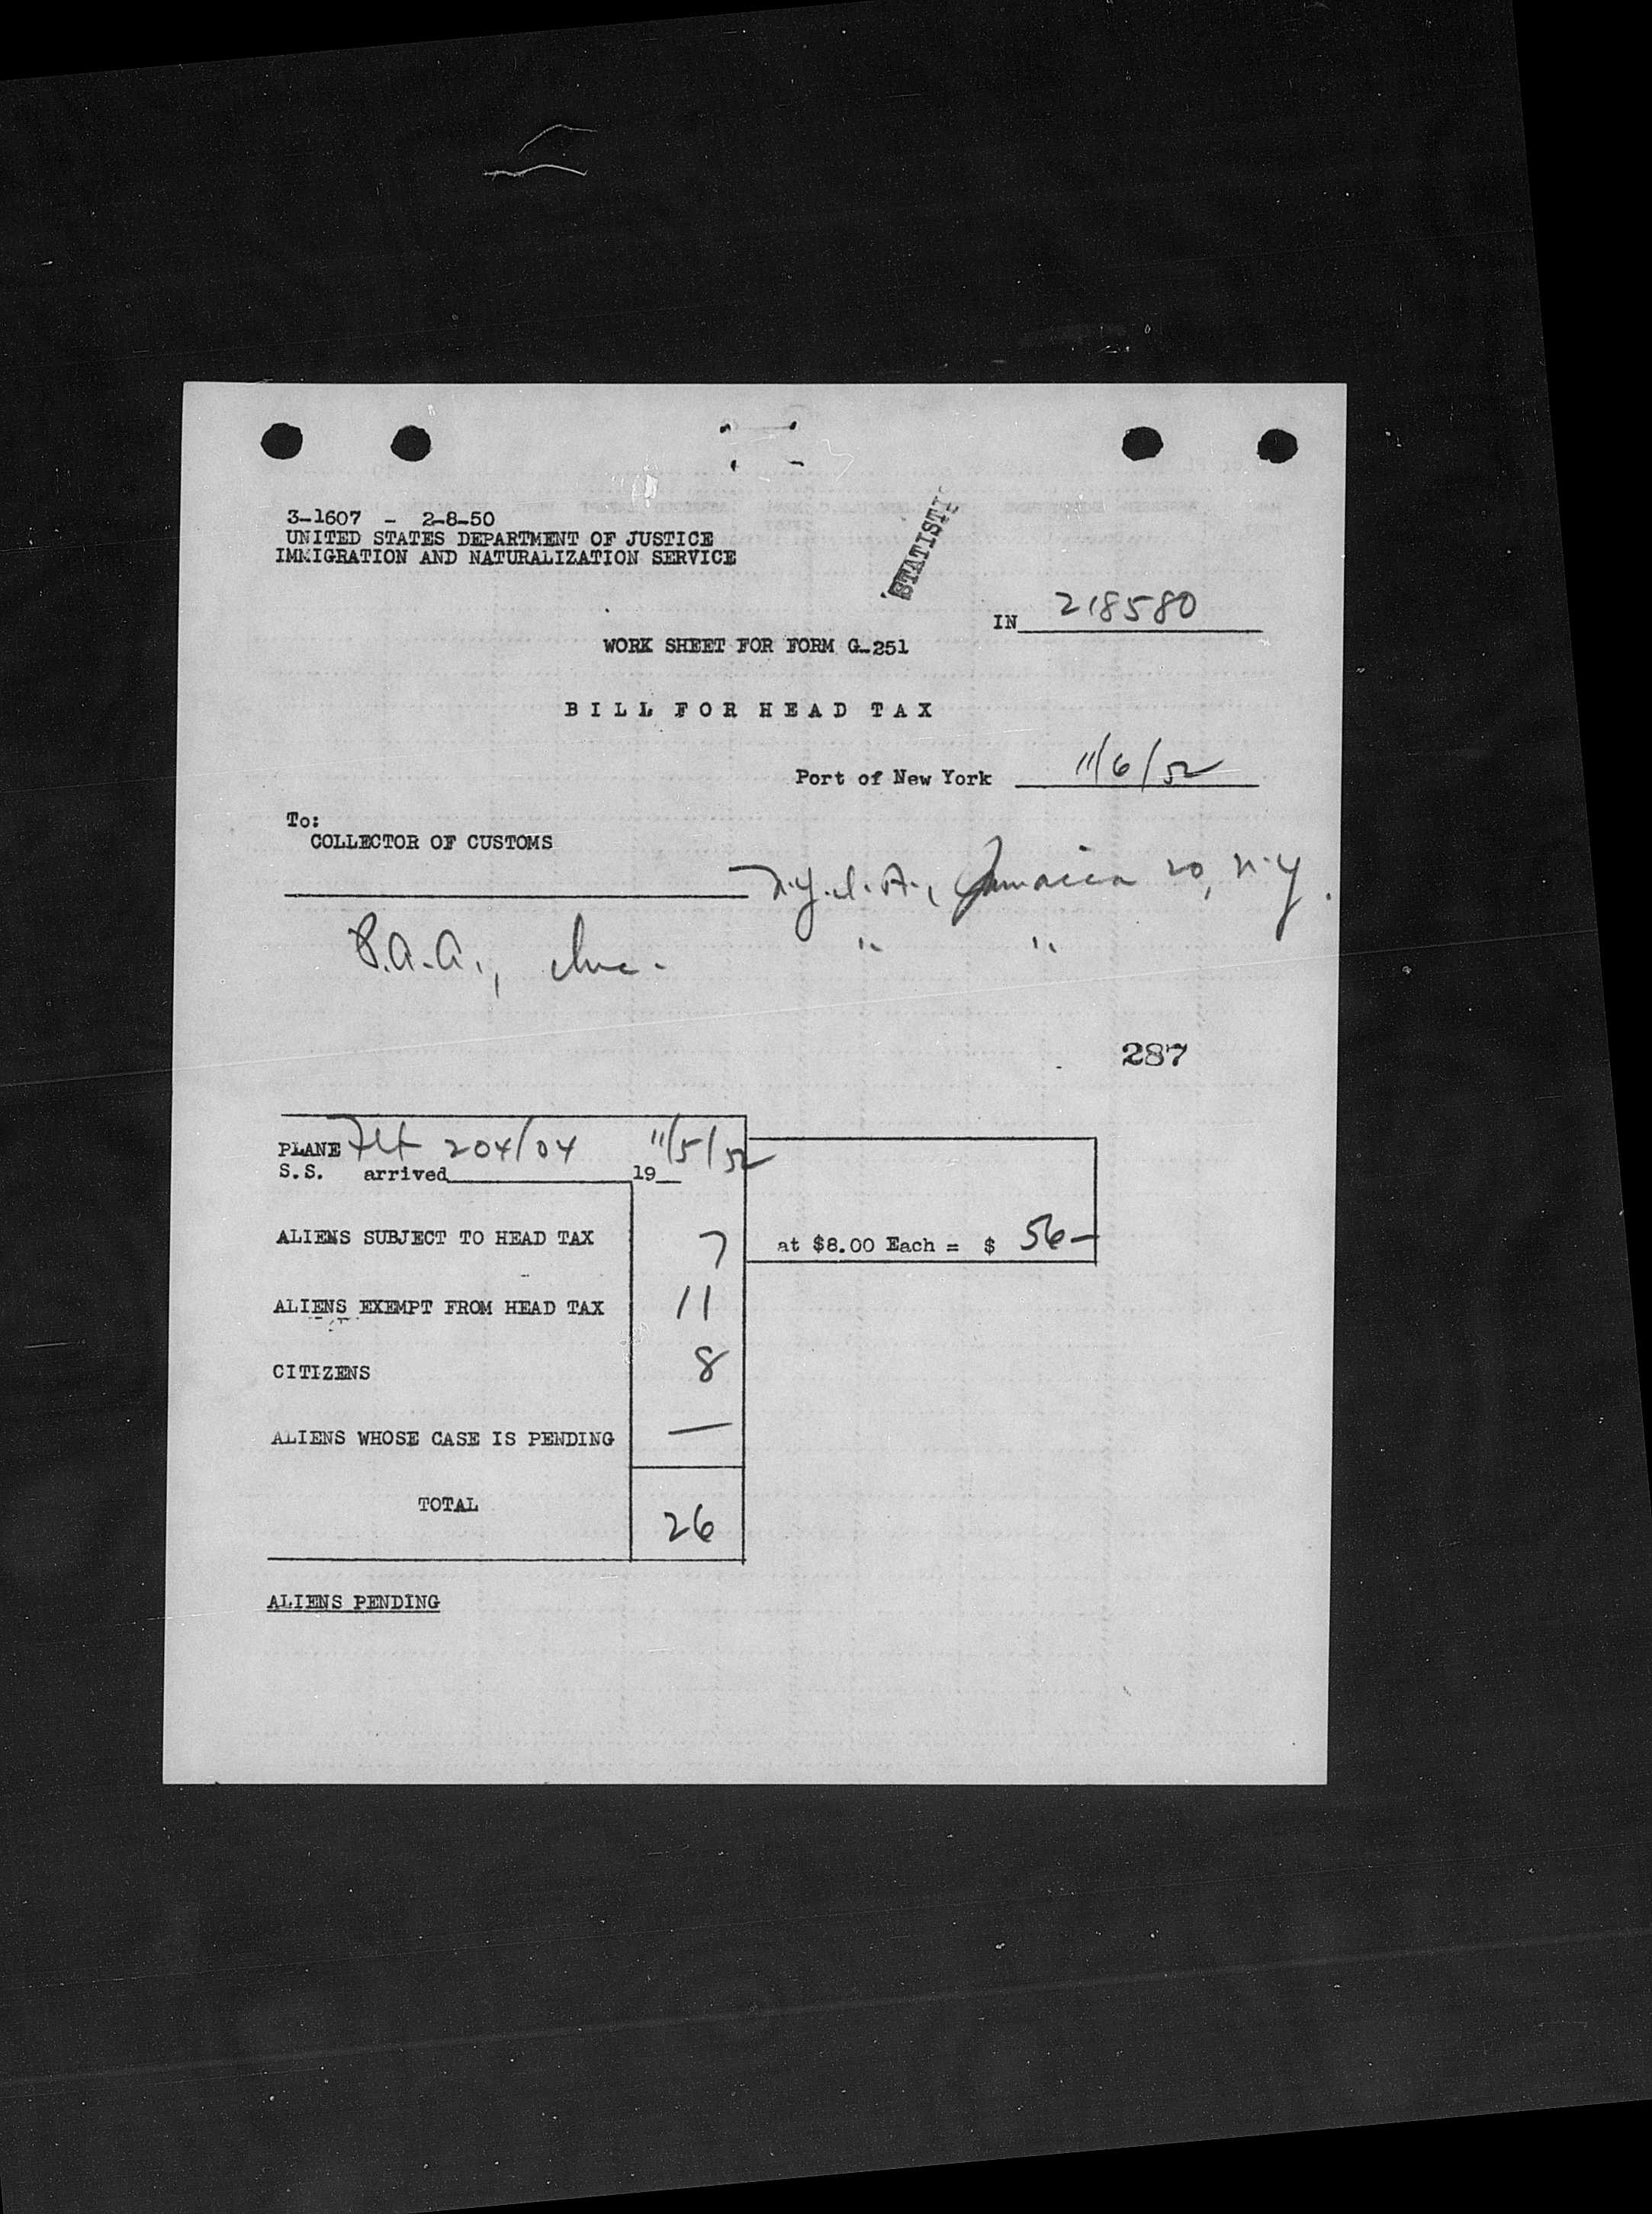 3-1607 - 2-8-50
UNITED STATES DEPARTMENT OF JUSTICE
IMMIGRATION AND NATURALIZATION SERVICE
STATISTI
IN 218580
WORK SHEET FOR FORM G-251
BILL FOR HEAD TAX
Port of New York 11/6/52
To:
COLLECTOR OF CUSTOMS
N.Y.I.A., Jamaica 20, N.Y.
P.A.A., Inc. " "
287
PLANE Flt 204/04 11/5/52
S.S. arrived 19
ALIENS SUBJECT TO HEAD TAX 7 at $8.00 Each = $ 56-
ALIENS EXEMPT FROM HEAD TAX 11
CITIZENS 8
ALIENS WHOSE CASE IS PENDING —
TOTAL 26
ALIENS PENDING